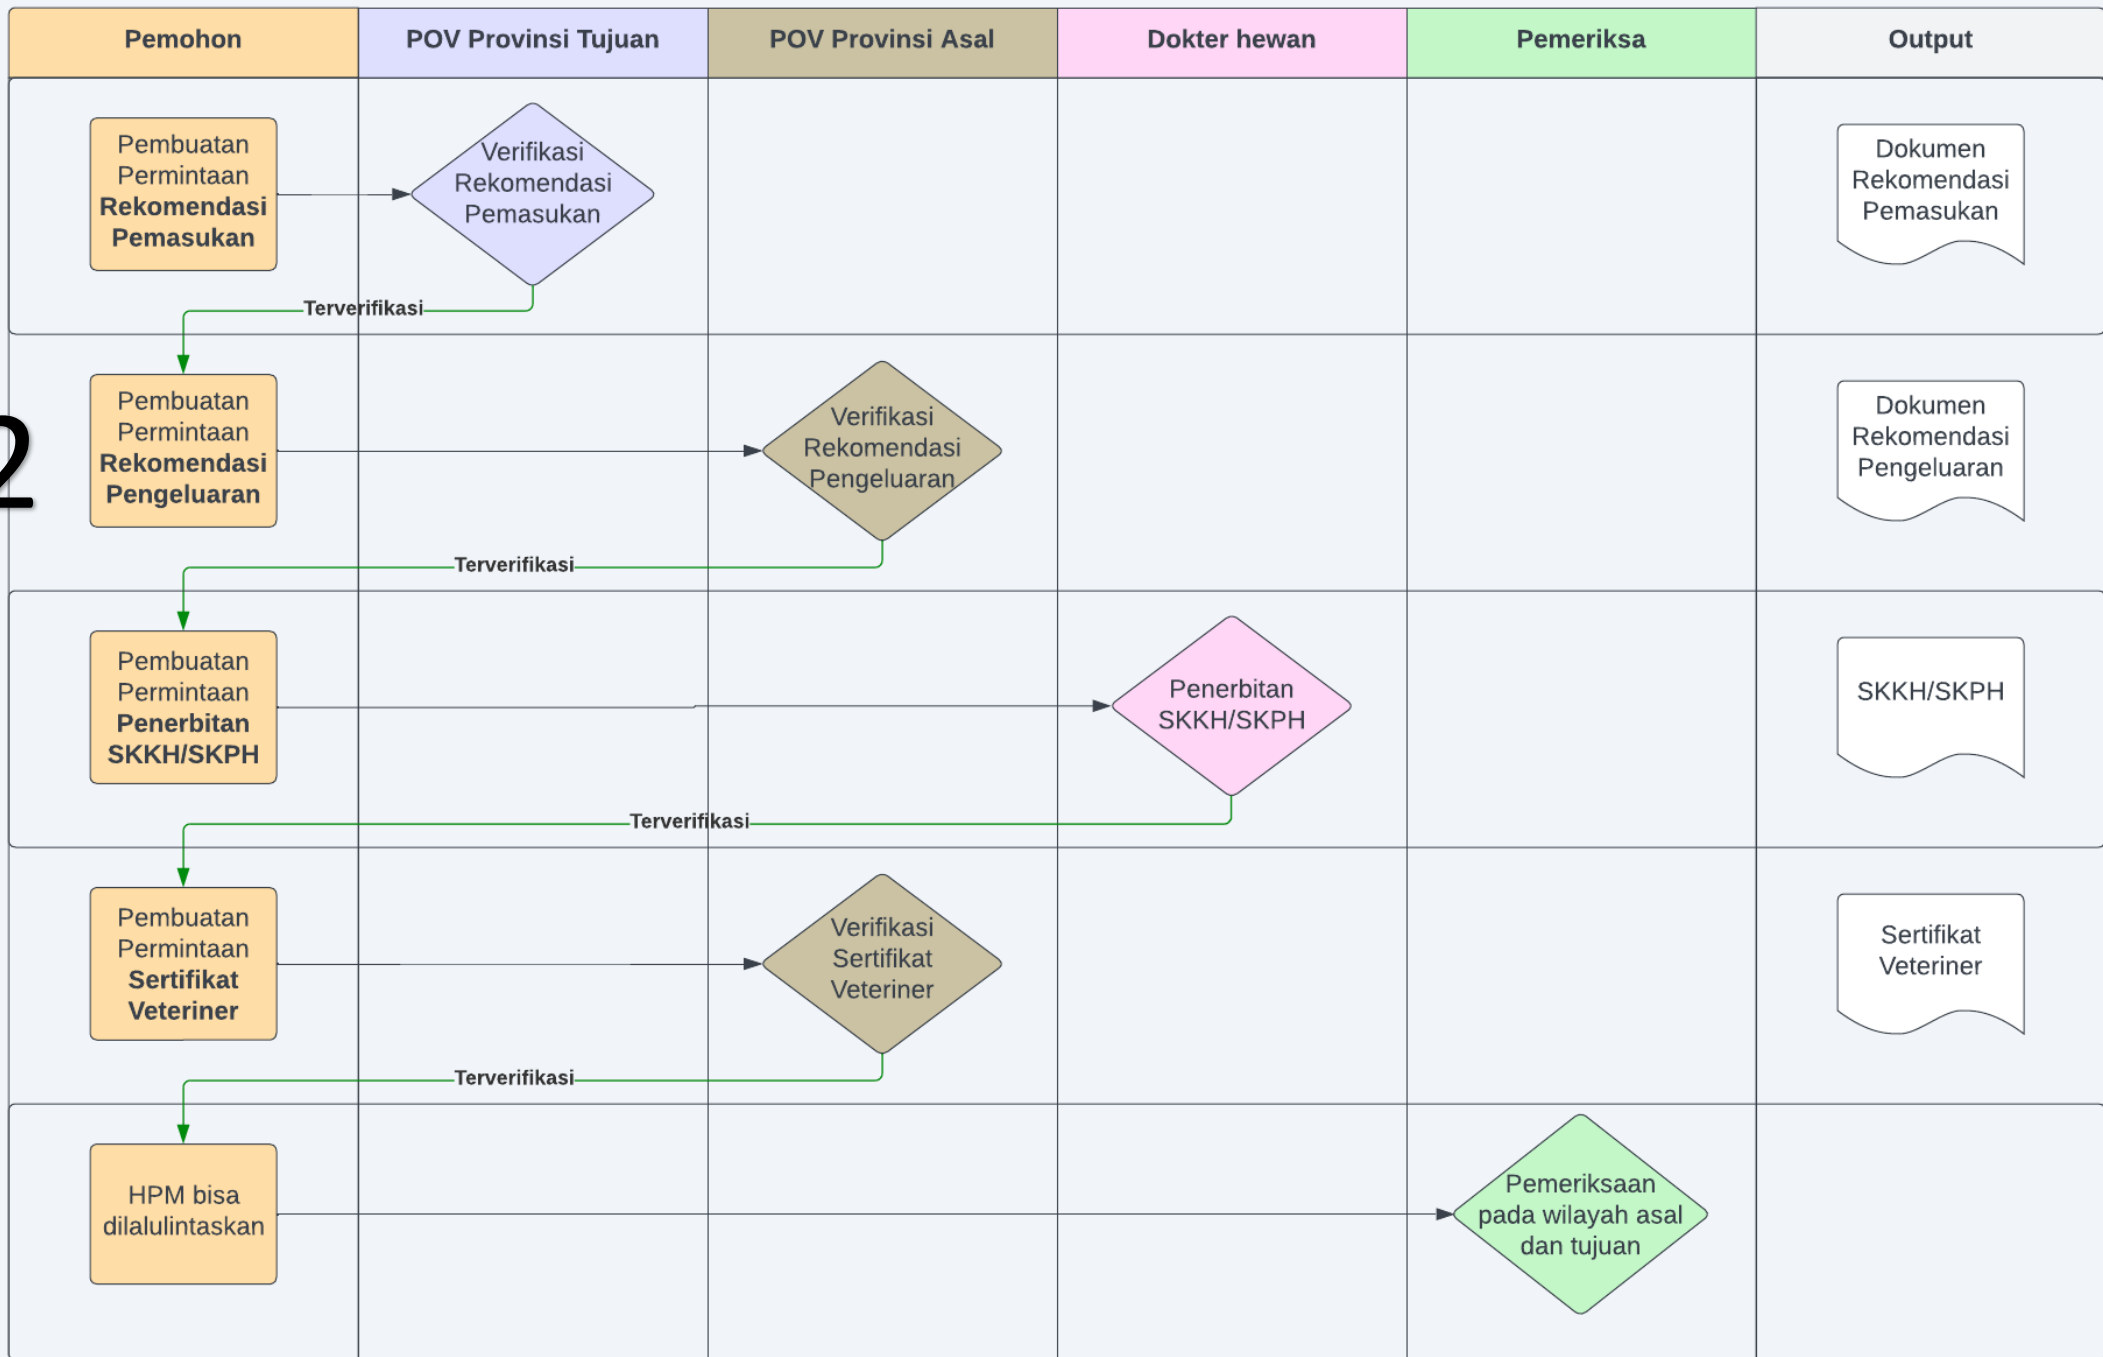 Pemohon
POV Provinsi Tujuan
POV Provinsi Asal
Dokter hewan
Pemeriksa
Output
Pembuatan
Permintaan
Rekomendasi
Pemasukan
Verifikasi
Rekomendasi
Pemasukan
Dokumen
Rekomendasi
Pemasukan
Terverifikasi
2
Pembuatan
Permintaan
Rekomendasi
Pengeluaran
Verifikasi
Rekomendasi
Pengeluaran
Dokumen
Rekomendasi
Pengeluaran
Terverifikasi
Pembuatan
Permintaan
Penerbitan
SKKH/SKPH
Penerbitan
SKKH/SKPH
SKKH/SKPH
Terverifikasi
Pembuatan
Permintaan
Sertifikat
Veteriner
Verifikasi
Sertifikat
Veteriner
Sertifikat
Veteriner
Terverifikasi
HPM bisa
dilalulintaskan
Pemeriksaan
pada wilayah asal
dan tujuan